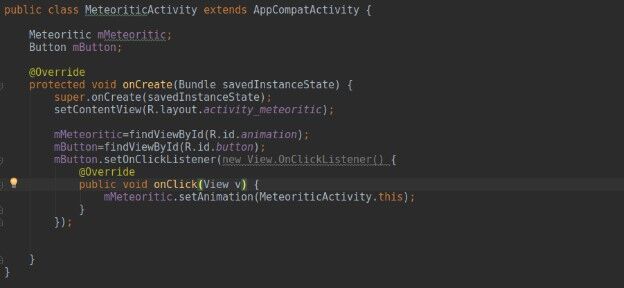 public class MeteoriticActivity extends AppCompatActivity {
Meteoritic mMeteoritic;
Button mButton;
@Override
protected void onCreate(Bundle savedInstanceState) {
super.onCreate(savedInstanceState);
setContentView(R.layout.activity_meteoritic);
mMeteoritic=findViewById(R.id.animation);
mButton=findViewById(R.id.button);
mButton.setOnClickListener(new View.OnClickListener() {
@Override
public void onClick(View v) {
mMeteoritic.setAnimation(MeteoriticActivity.this);
}
});
}
}